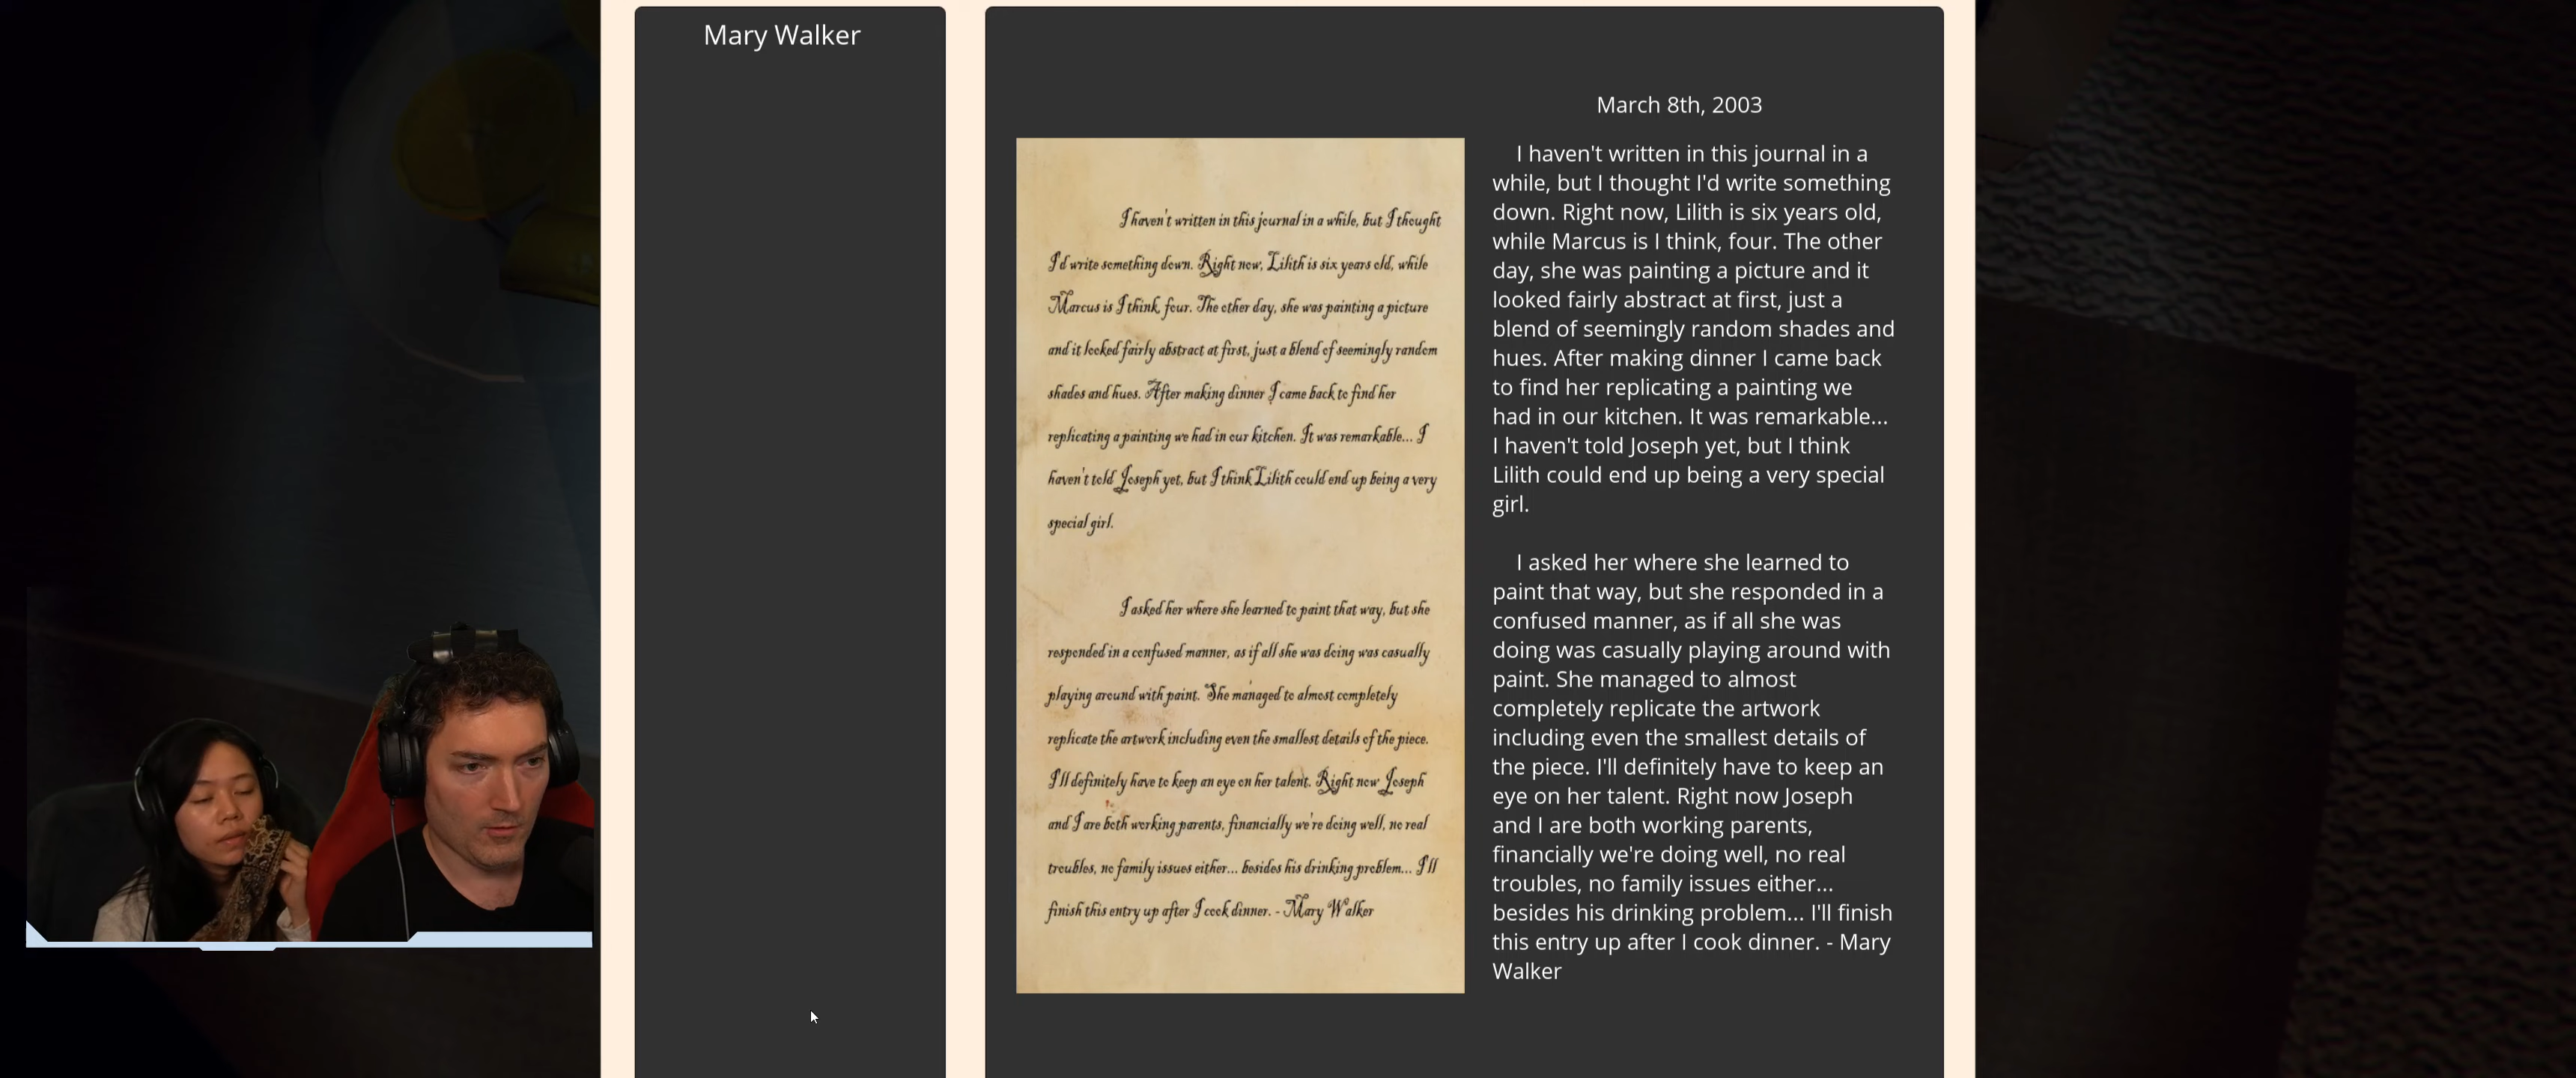 Mary Walker
I haven't written in this journal in a while, but I thought
I'd write something down. Right now, Lilith is six years old, while
Marcus is I think, four. The other day, she was painting a picture
and it looked fairly abstract at first, just a blend of seemingly random
shades and hues. After making dinner I came back to find her
replicating a painting we had in our kitchen. It was remarkable... I
haven't told Joseph yet, but I think Lilith could end up being a very
special girl.
I asked her where she learned to paint that way, but she
responded in a confused manner, as if all she was doing was casually
playing around with paint. She managed to almost completely
replicate the artwork including even the smallest details of the piece.
I'll definitely have to keep an eye on her talent. Right now Joseph
and I are both working parents, financially we're doing well, no real
troubles, no family issues either... besides his drinking problem... I'll
finish this entry up after I cook dinner. - Mary Walker
March 8th, 2003
I haven't written in this journal in a
while, but I thought I'd write something
down. Right now, Lilith is six years old,
while Marcus is I think, four. The other
day, she was painting a picture and it
looked fairly abstract at first, just a
blend of seemingly random shades and
hues. After making dinner I came back
to find her replicating a painting we
had in our kitchen. It was remarkable...
I haven't told Joseph yet, but I think
Lilith could end up being a very special
girl.
I asked her where she learned to
paint that way, but she responded in a
confused manner, as if all she was
doing was casually playing around with
paint. She managed to almost
completely replicate the artwork
including even the smallest details of
the piece. I'll definitely have to keep an
eye on her talent. Right now Joseph
and I are both working parents,
financially we're doing well, no real
troubles, no family issues either...
besides his drinking problem... I'll finish
this entry up after I cook dinner. - Mary
Walker